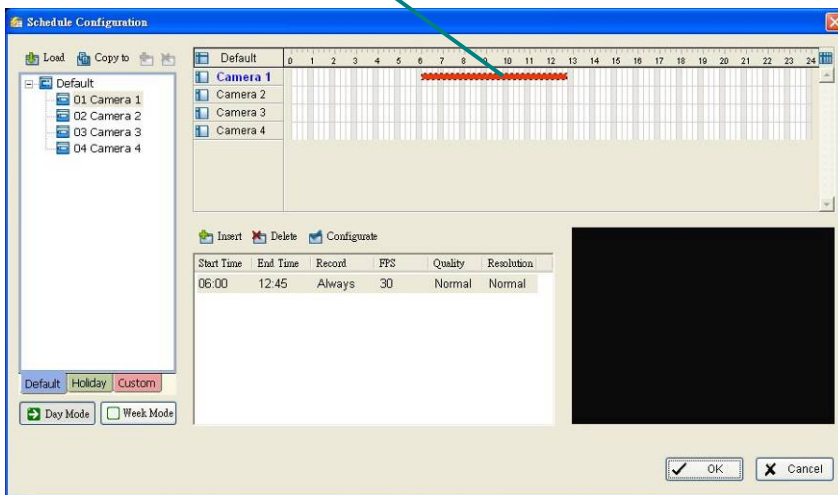 Schedule Configuration
Load Copy to
Default
01 Camera 1
02 Camera 2
03 Camera 3
04 Camera 4
Default Holiday Custom
Day Mode Week Mode
Default 0 1 2 3 4 5 6 7 8 9 10 11 12 13 14 15 16 17 18 19 20 21 22 23 24
Camera 1
Camera 2
Camera 3
Camera 4
Insert Delete Configurate
Start Time End Time Record FPS Quality Resolution
06:00 12:45 Always 30 Normal Normal
OK Cancel